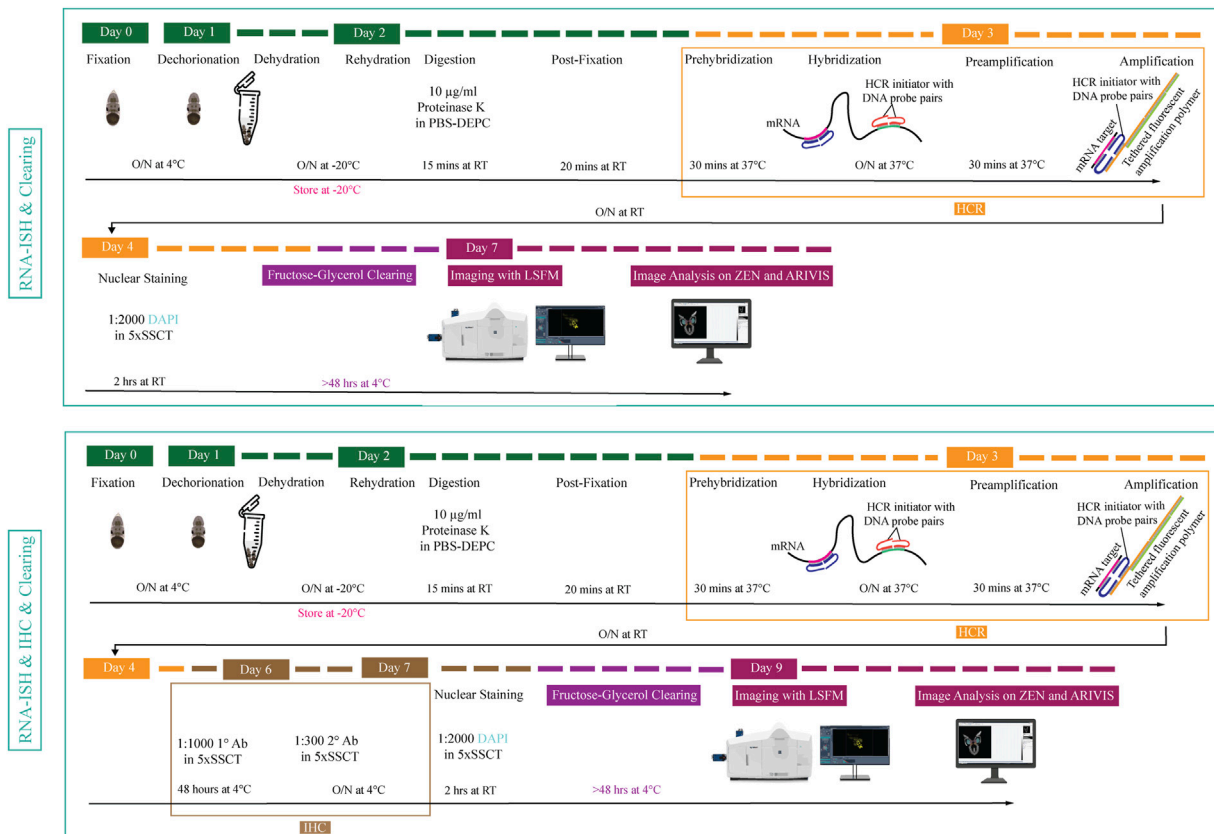 RNA-ISH & Clearing
Day 0
Day 1
Day 2
Day 3
Fixation
Dechorionation
Dehydration
Rehydration
Digestion
Post-Fixation
Prehybridization
Hybridization
Preamplification
Amplification
10 µg/ml
Proteinase K
in PBS-DEPC
mRNA
HCR initiator with
DNA probe pairs
HCR initiator with
DNA probe pairs
mRNA target
Tethered fluorescent
amplification polymer
O/N at 4°C
O/N at -20°C
15 mins at RT
20 mins at RT
30 mins at 37°C
O/N at 37°C
30 mins at 37°C
Store at -20°C
O/N at RT
HCR
Day 4
Day 7
Nuclear Staining
Fructose-Glycerol Clearing
Imaging with LSFM
Image Analysis on ZEN and ARIVIS
1:2000 DAPI
in 5xSSCT
2 hrs at RT
>48 hrs at 4°C
RNA-ISH & IHC & Clearing
Day 0
Day 1
Day 2
Day 3
Fixation
Dechorionation
Dehydration
Rehydration
Digestion
Post-Fixation
Prehybridization
Hybridization
Preamplification
Amplification
10 µg/ml
Proteinase K
in PBS-DEPC
mRNA
HCR initiator with
DNA probe pairs
HCR initiator with
DNA probe pairs
mRNA target
Tethered fluorescent
amplification polymer
O/N at 4°C
O/N at -20°C
15 mins at RT
20 mins at RT
30 mins at 37°C
O/N at 37°C
30 mins at 37°C
Store at -20°C
O/N at RT
HCR
Day 4
Day 6
Day 7
Day 9
Nuclear Staining
Fructose-Glycerol Clearing
Imaging with LSFM
Image Analysis on ZEN and ARIVIS
1:1000 1° Ab
in 5xSSCT
1:300 2° Ab
in 5xSSCT
1:2000 DAPI
in 5xSSCT
48 hours at 4°C
O/N at 4°C
2 hrs at RT
>48 hrs at 4°C
IHC